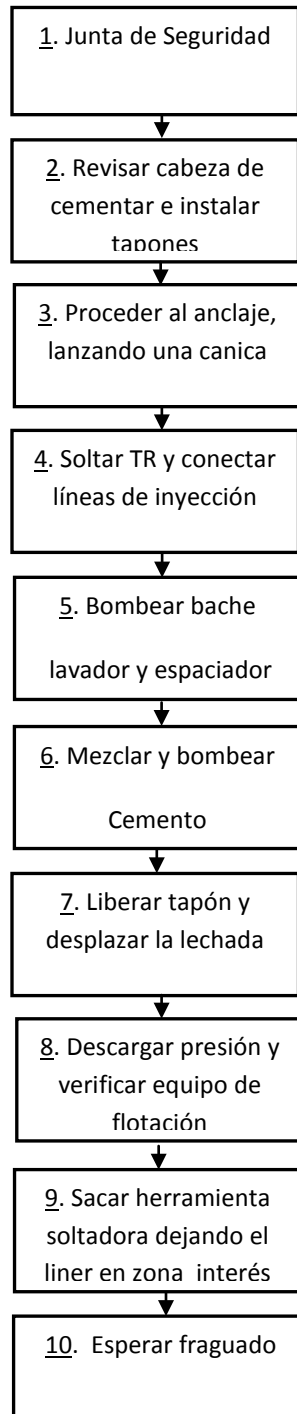 1. Junta de Seguridad
2. Revisar cabeza de
cementar e instalar
tapones
3. Proceder al anclaje,
lanzando una canica
4. Soltar TR y conectar
líneas de inyección
5. Bombear bache
lavador y espaciador
6. Mezclar y bombear
Cemento
7. Liberar tapón y
desplazar la lechada
8. Descargar presión y
verificar equipo de
flotación
9. Sacar herramienta
soltadora dejando el
liner en zona interés
10. Esperar fraguado